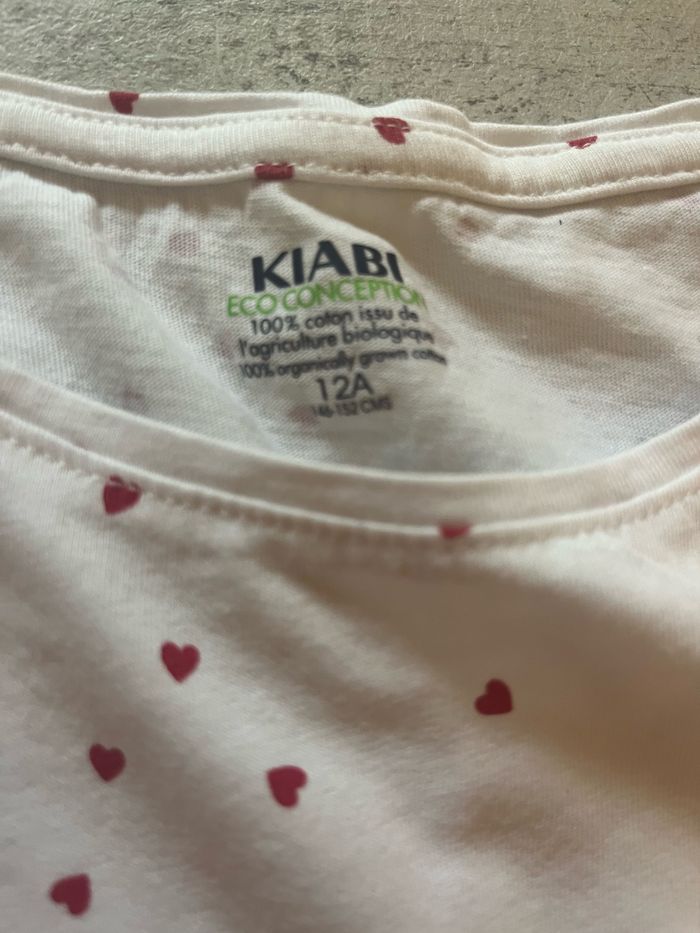 KIABI
ECO CONCEPTION
100% coton issu de
l'agriculture biologique
100% organically grown cotton
12A
146-152 CMS